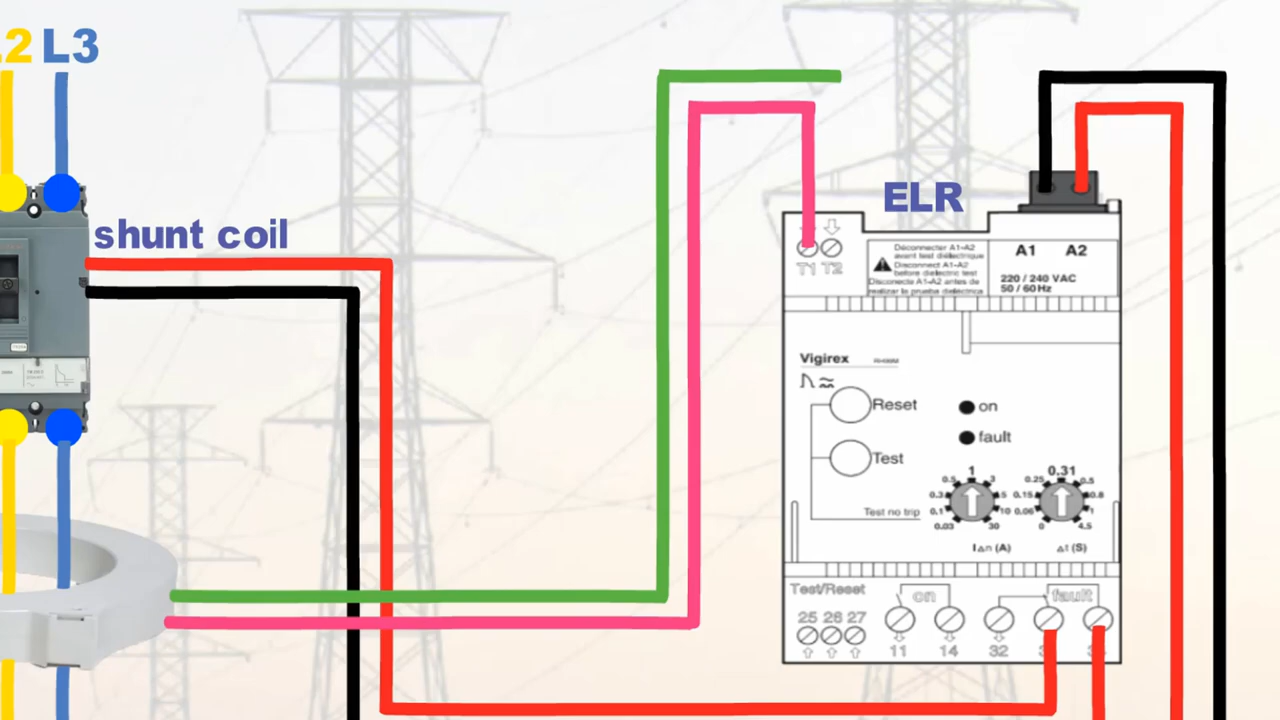 L2 L3
shunt coil
ELR
T1 T2
Déconnecter A1-A2
avant test diélectrique
Disconnect A1-A2
before dielectric test
Disconecte A1-A2 antes de
realizar la prueba dieléctrica
A1 A2
220 / 240 VAC
50 / 60 Hz
Vigirex
Reset
on
fault
Test
Test no trip
0.03 0.1 0.3 0.5 1 3 5 10 30
I∆n (A)
0 0.06 0.15 0.25 0.31 0.5 0.8 1 4.5
∆t (S)
Test/Reset
on
fault
25 26 27
11 14 32